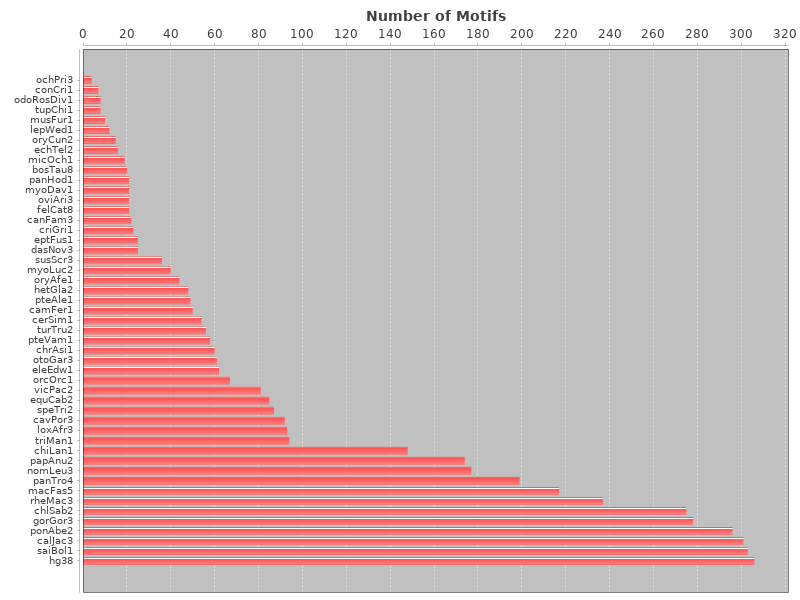 Number of Motifs
0 20 40 60 80 100 120 140 160 180 200 220 240 260 280 300 320
ochPri3
conCri1
odoRosDiv1
tupChi1
musFur1
lepWed1
oryCun2
echTel2
micOch1
bosTau8
panHod1
myoDav1
oviAri3
felCat8
canFam3
criGri1
eptFus1
dasNov3
susScr3
myoLuc2
oryAfe1
hetGla2
pteAle1
camFer1
cerSim1
turTru2
pteVam1
chrAsi1
otoGar3
eleEdw1
orcOrc1
vicPac2
equCab2
speTri2
cavPor3
loxAfr3
triMan1
chiLan1
papAnu2
nomLeu3
panTro4
macFas5
rheMac3
chlSab2
gorGor3
ponAbe2
calJac3
saiBol1
hg38